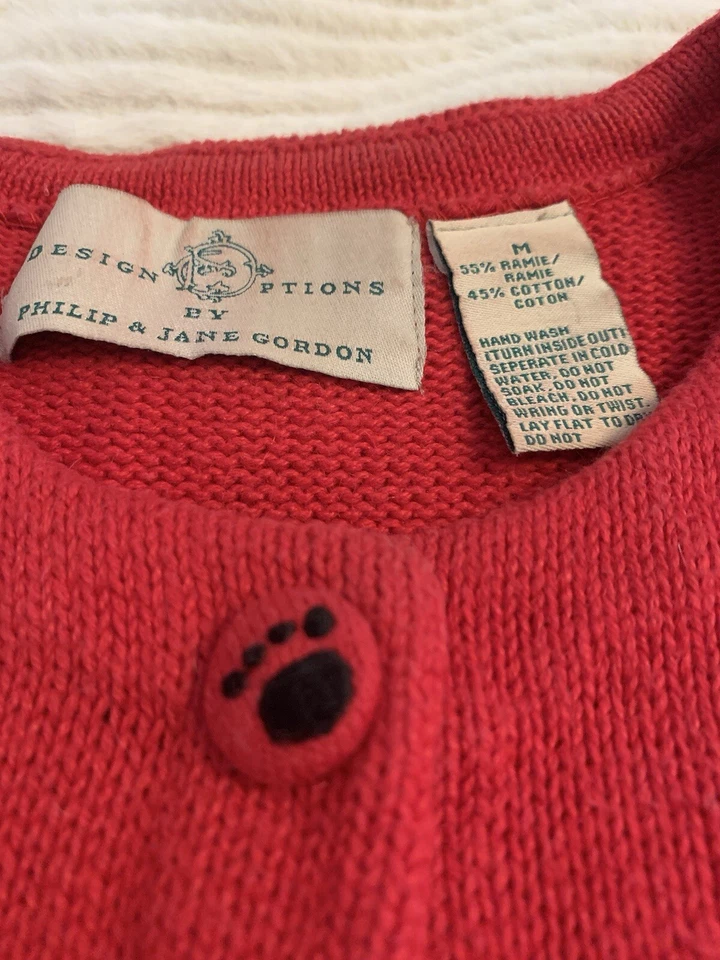 DESIGN OPTIONS
BY
PHILIP & JANE GORDON
M
55% RAMIE/
RAMIE
45% COTTON/
COTON
HAND WASH
(TURN INSIDE OUT)
SEPERATE IN COLD
WATER. DO NOT
SOAK. DO NOT
BLEACH. DO NOT
WRING OR TWIST.
LAY FLAT TO DRY
DO NOT